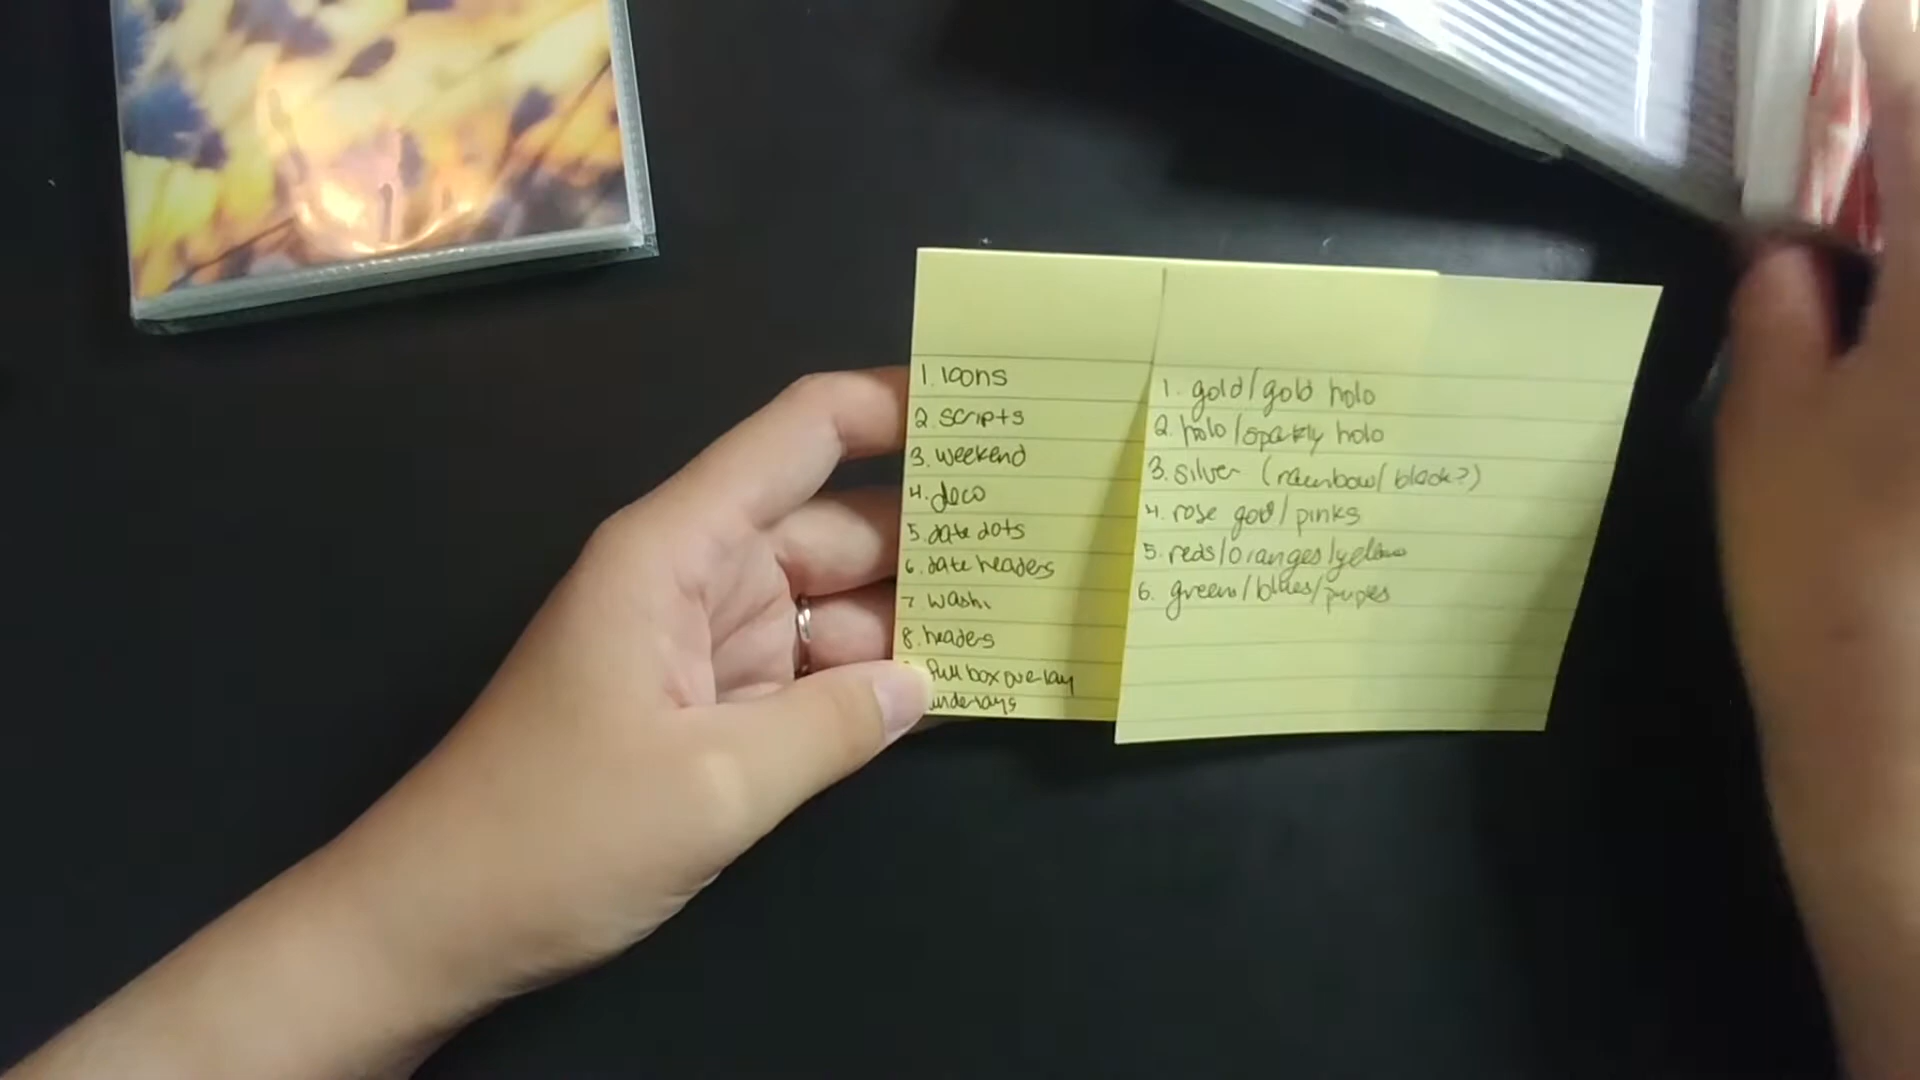 1. icons
2. scripts
3. weekend
4. deco
5. date dots
6. date headers
7. washi
8. headers
full box overlay
underlays
1. gold/gold holo
2. holo/sparkly holo
3. silver (rainbow/black?)
4. rose gold/pinks
5. reds/oranges/yellows
6. greens/blues/purples